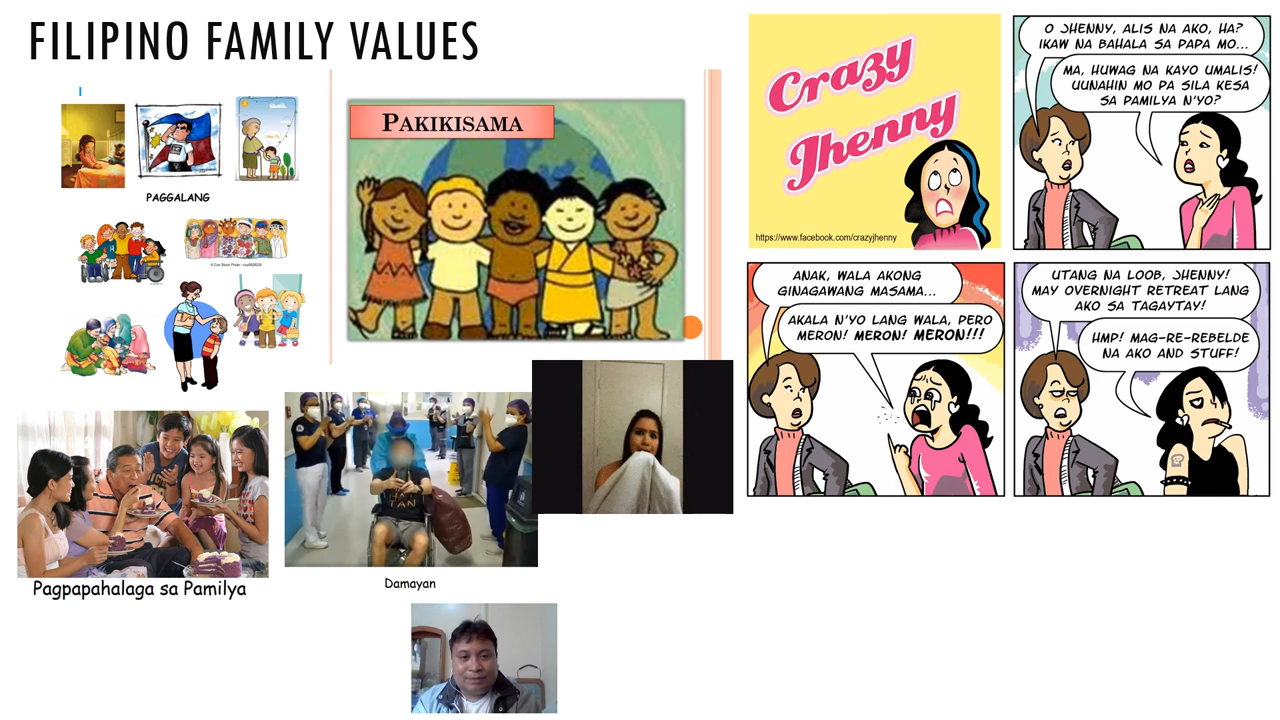 FILIPINO FAMILY VALUES
PAGGALANG
PAKIKISAMA
Pagpapahalaga sa Pamilya
Damayan
Crazy
Jhenny
https://www.facebook.com/crazyjhenny
O JHENNY, ALIS NA AKO, HA?
IKAW NA BAHALA SA PAPA MO...
MA, HUWAG NA KAYO UMALIS!
UUNAHIN MO PA SILA KESA
SA PAMILYA N'YO?
ANAK, WALA AKONG
GINAGAWANG MASAMA...
AKALA N'YO LANG WALA, PERO
MERON! MERON! MERON!!!
UTANG NA LOOB, JHENNY!
MAY OVERNIGHT RETREAT LANG
AKO SA TAGAYTAY!
HMP! MAG-RE-REBELDE
NA AKO AND STUFF!